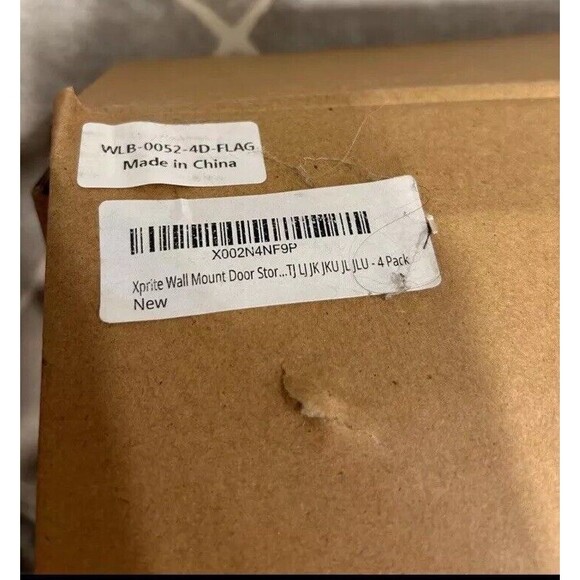 WLB-0052-4D-FLAG
Made in China
X002N4NF9P
Xprite Wall Mount Door Stor...TJ LJ JK JKU JL JLU - 4 Pack
New